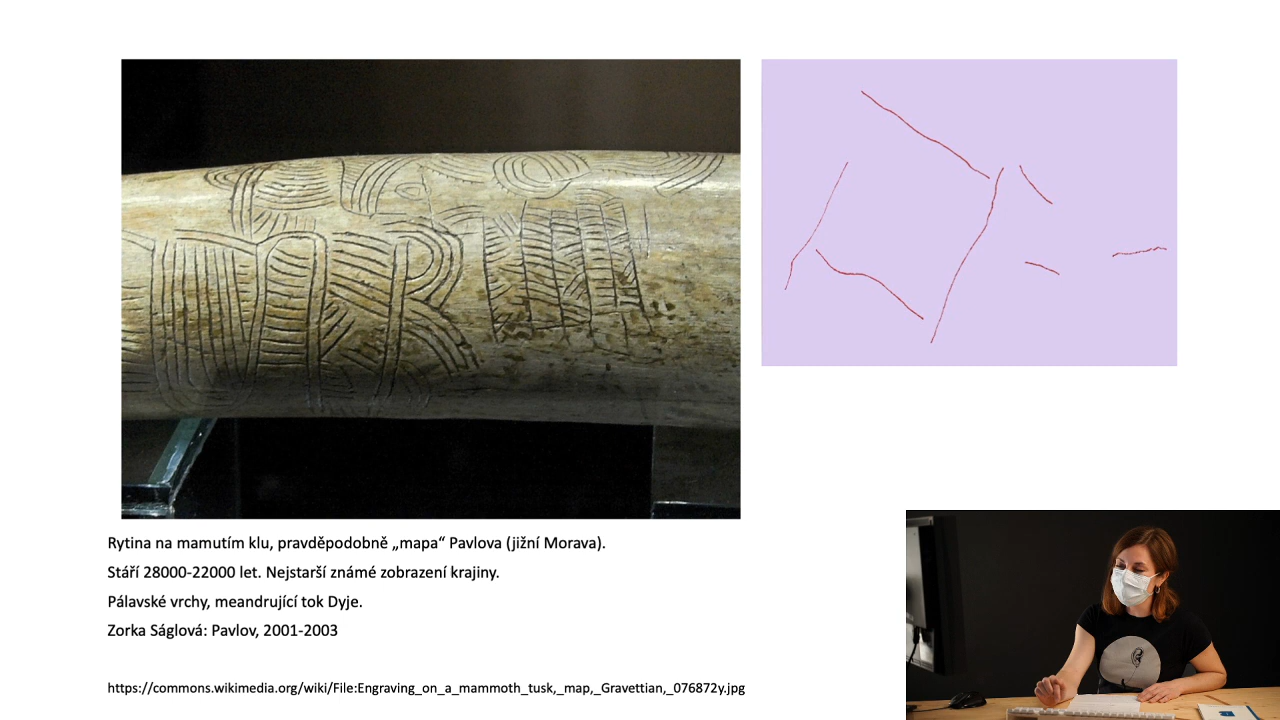 Rytina na mamutím klu, pravděpodobně „mapa“ Pavlova (jižní Morava).
Stáří 28000-22000 let. Nejstarší známé zobrazení krajiny.
Pálavské vrchy, meandrující tok Dyje.
Zorka Ságlová: Pavlov, 2001-2003
https://commons.wikimedia.org/wiki/File:Engraving_on_a_mammoth_tusk,_map,_Gravettian,_076872y.jpg